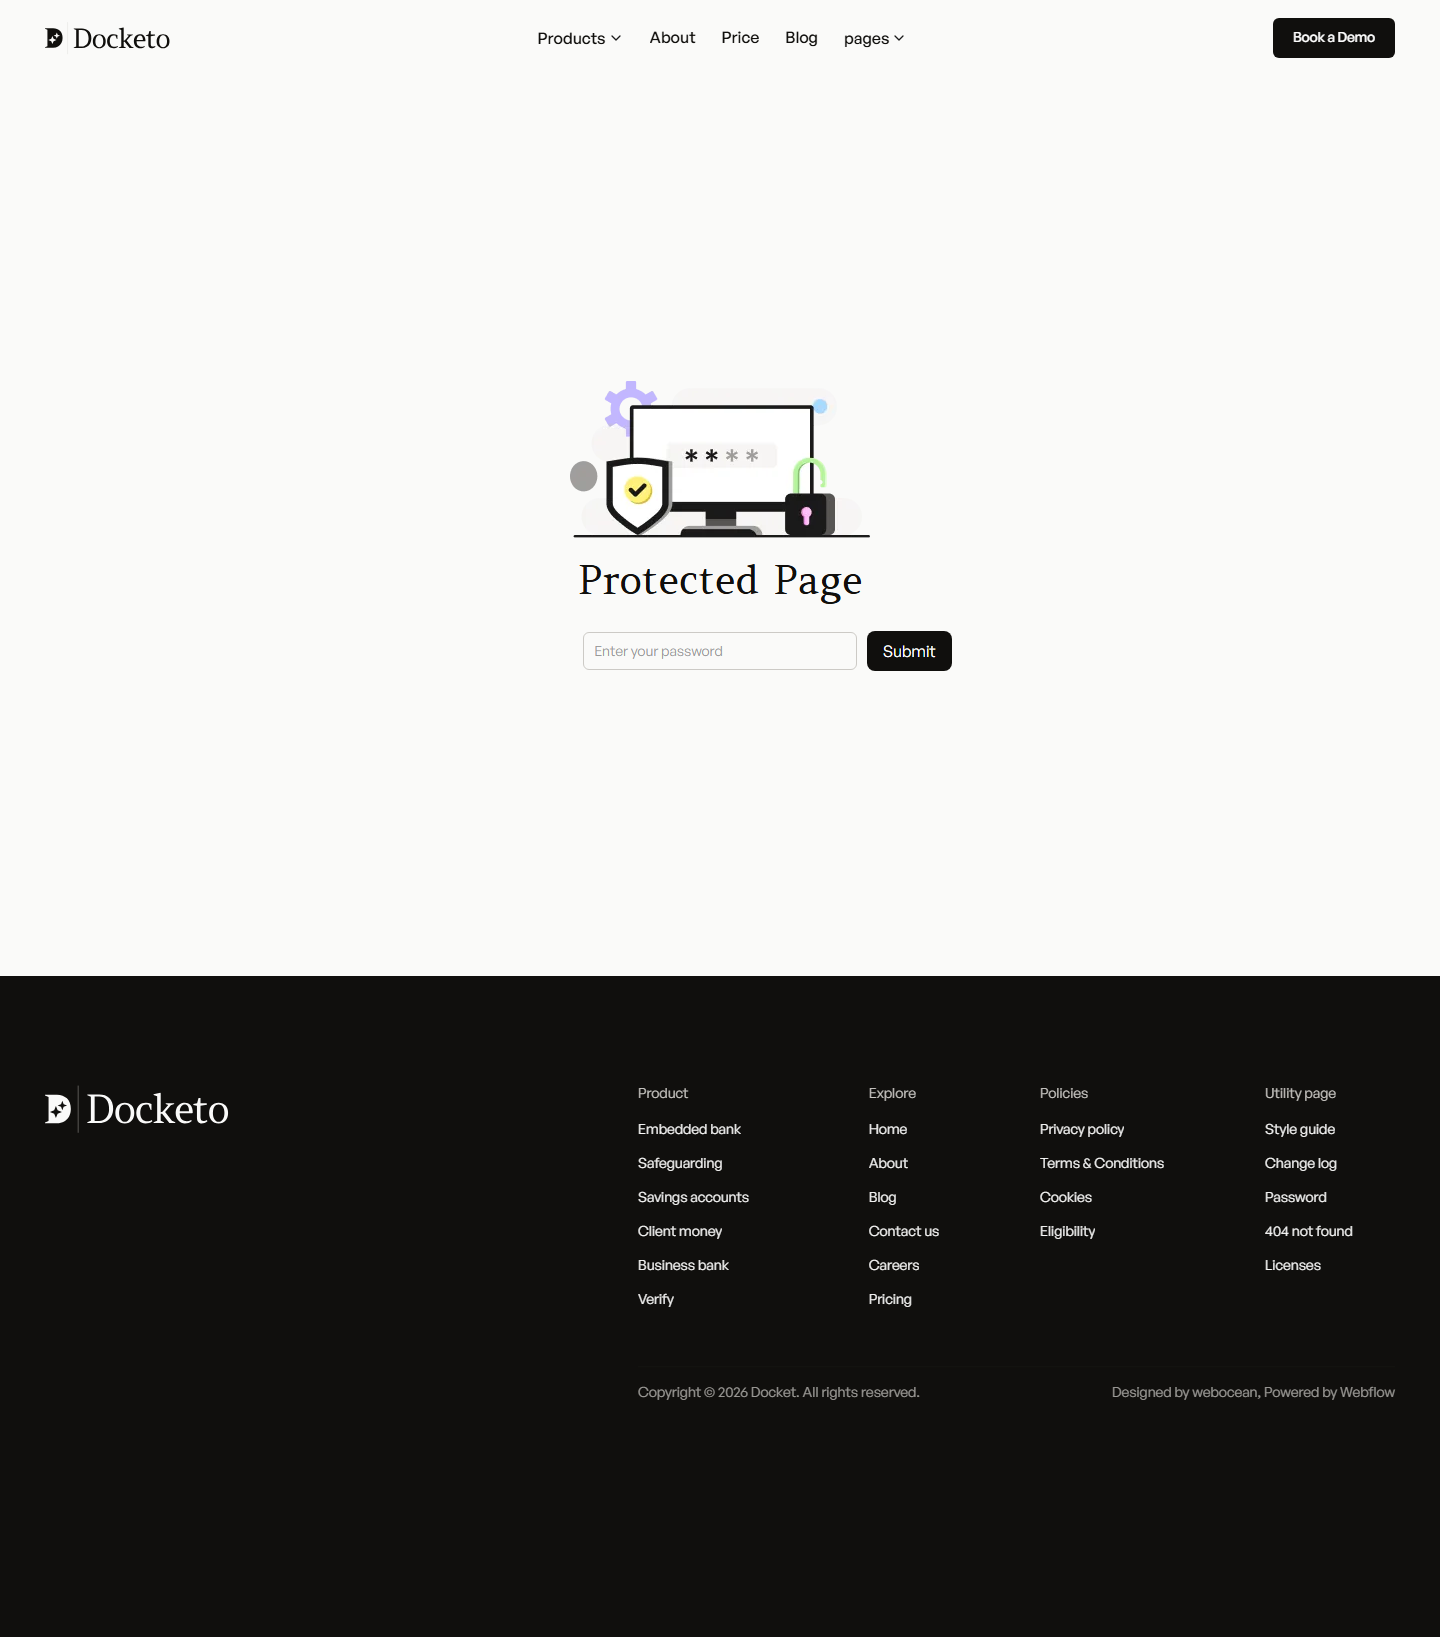 Docketo
Products
About
Price
Blog
pages
Book a Demo
Protected Page
Enter your password
Submit
Docketo
Product
Embedded bank
Safeguarding
Savings accounts
Client money
Business bank
Verify
Explore
Home
About
Blog
Contact us
Careers
Pricing
Policies
Privacy policy
Terms & Conditions
Cookies
Eligibility
Utility page
Style guide
Change log
Password
404 not found
Licenses
Copyright © 2026 Docket. All rights reserved.
Designed by webocean, Powered by Webflow